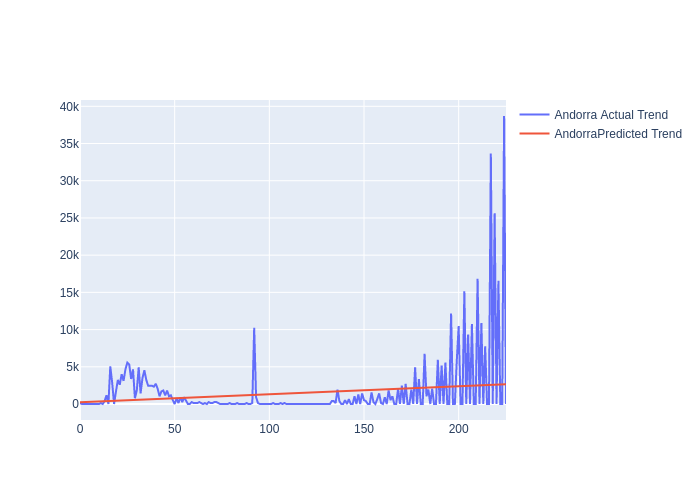 40k
35k
30k
25k
20k
15k
10k
5k
0
0
50
100
150
200
Andorra Actual Trend
AndorraPredicted Trend